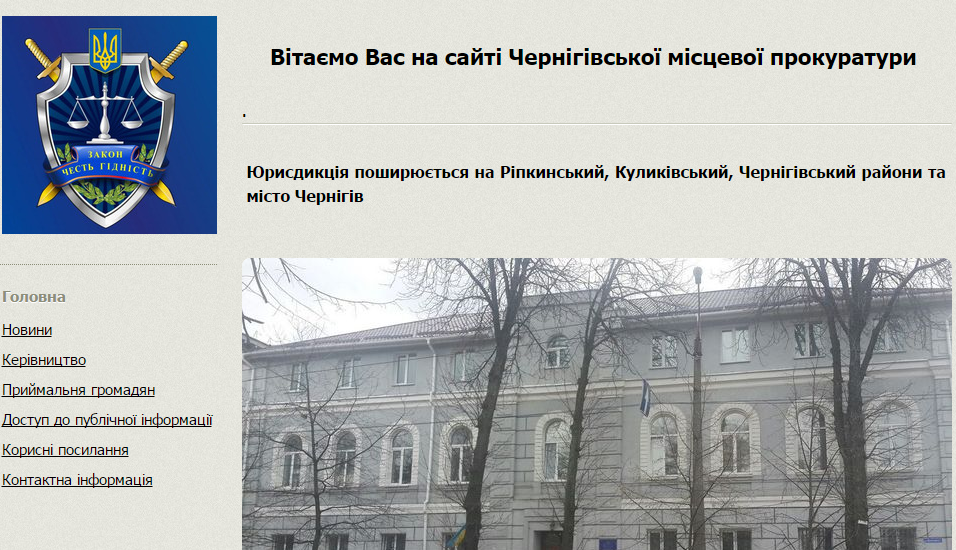 Вітаємо Вас на сайті Чернігівської місцевої прокуратури
.
ЗАКОН
ЧЕСТЬ ГІДНІСТЬ
Юрисдикція поширюється на Ріпкинський, Куликівський, Чернігівський райони та
місто Чернігів
Головна
Новини
Керівництво
Приймальня громадян
Доступ до публічної інформації
Корисні посилання
Контактна інформація